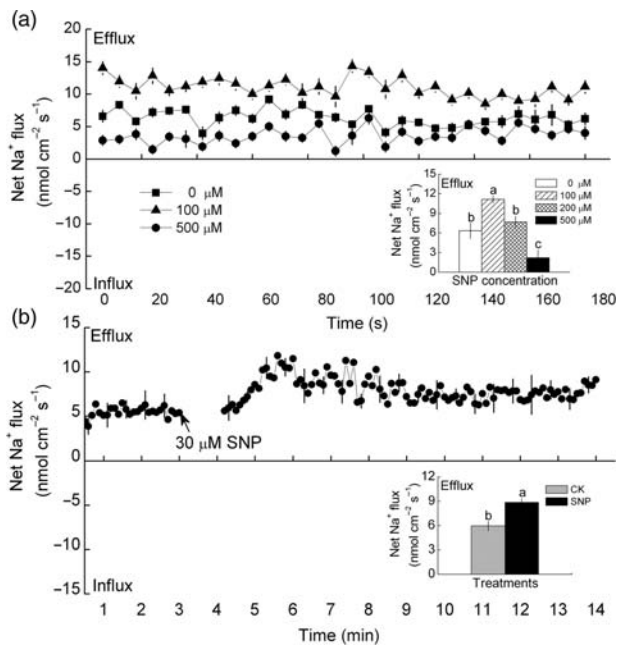 (a)
Efflux
20
15
10
5
0
−5
−10
−15
−20
Net Na⁺ flux
(nmol cm⁻² s⁻¹)
0 μM
100 μM
500 μM
Influx
0 20 40 60 80 100 120 140 160 180
Time (s)
Efflux
15
12
9
6
3
0
Net Na⁺ flux
(nmol cm⁻² s⁻¹)
b a b c
0 μM
100 μM
200 μM
500 μM
SNP concentration
(b)
Efflux
15
10
5
0
−5
−10
−15
Net Na⁺ flux
(nmol cm⁻² s⁻¹)
30 μM SNP
Influx
1 2 3 4 5 6 7 8 9 10 11 12 13 14
Time (min)
Efflux
9
6
3
0
Net Na⁺ flux
(nmol cm⁻² s⁻¹)
b a
CK
SNP
Treatments